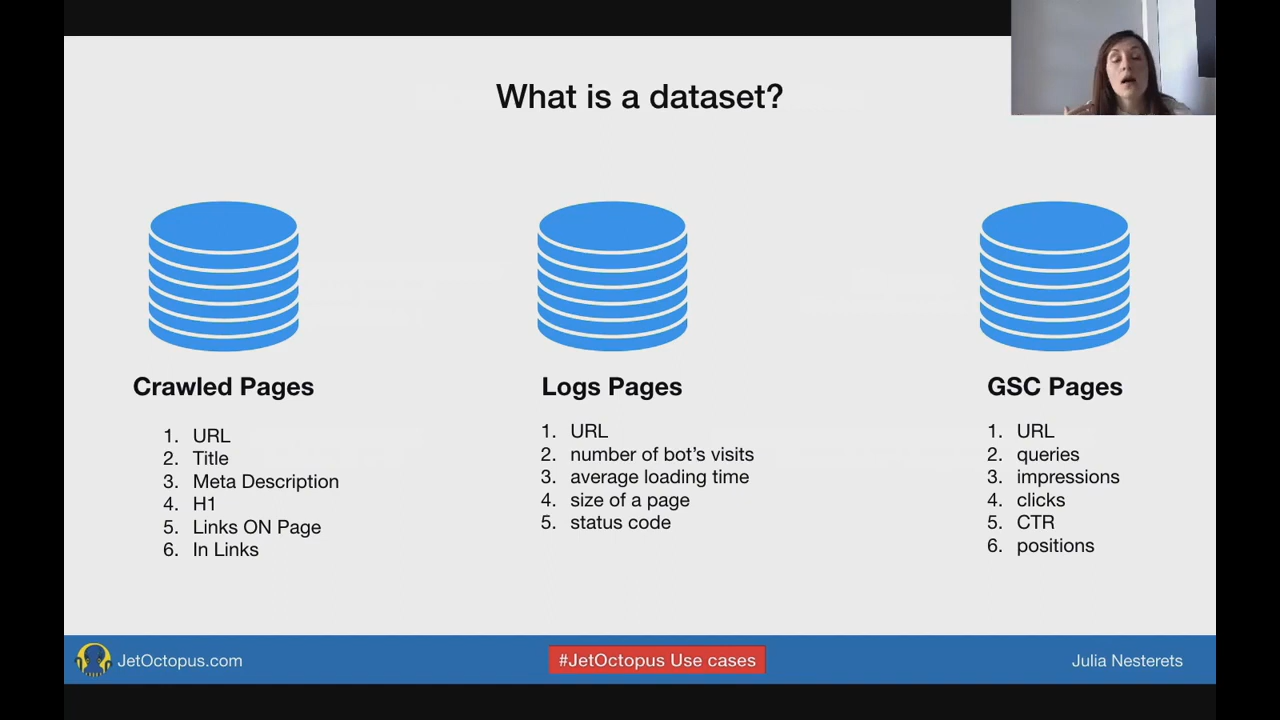 What is a dataset?
Crawled Pages
1. URL
2. Title
3. Meta Description
4. H1
5. Links ON Page
6. In Links
Logs Pages
1. URL
2. number of bot’s visits
3. average loading time
4. size of a page
5. status code
GSC Pages
1. URL
2. queries
3. impressions
4. clicks
5. CTR
6. positions
JetOctopus.com
#JetOctopus Use cases
Julia Nesterets